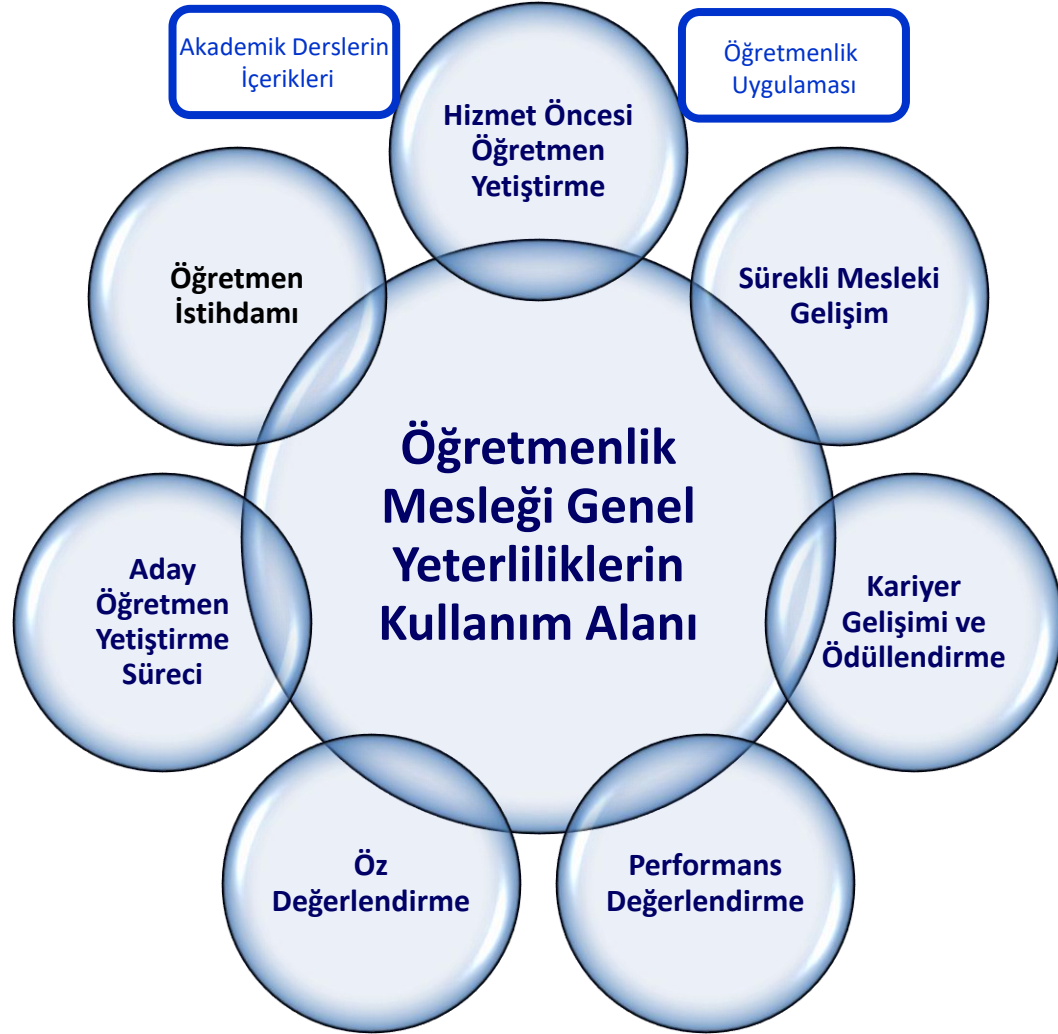 Akademik Derslerin
İçerikleri
Öğretmenlik
Uygulaması
Hizmet Öncesi
Öğretmen
Yetiştirme
Öğretmen
İstihdamı
Sürekli Mesleki
Gelişim
Öğretmenlik
Mesleği Genel
Yeterliliklerin
Kullanım Alanı
Aday
Öğretmen
Yetiştirme
Süreci
Kariyer
Gelişimi ve
Ödüllendirme
Öz
Değerlendirme
Performans
Değerlendirme